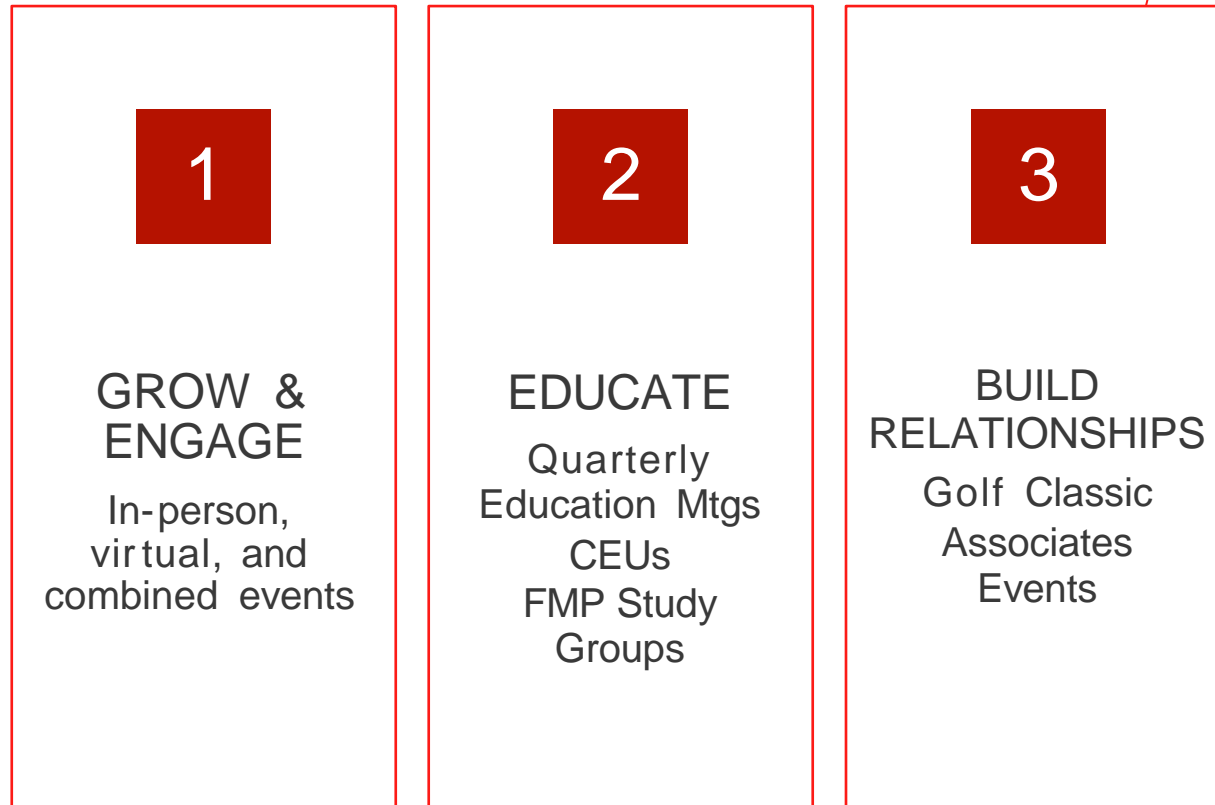 1
GROW &
ENGAGE
In-person,
virtual, and
combined events
2
EDUCATE
Quarterly
Education Mtgs
CEUs
FMP Study
Groups
3
BUILD
RELATIONSHIPS
Golf Classic
Associates
Events